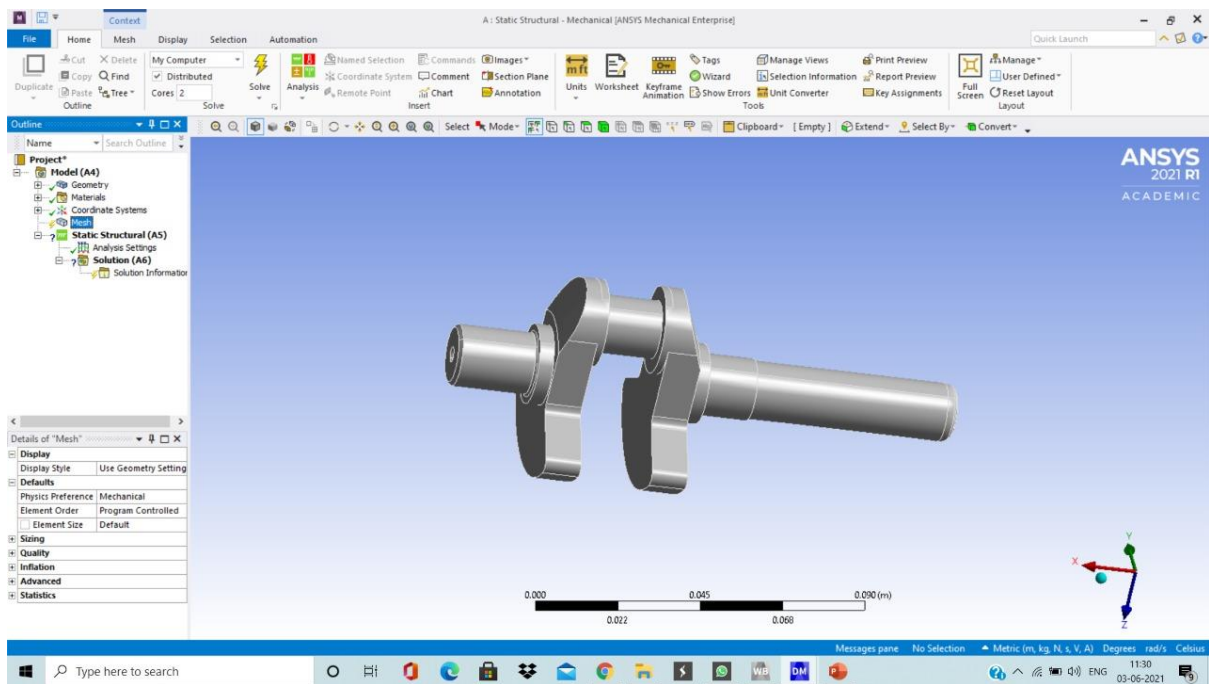 Context
A : Static Structural - Mechanical [ANSYS Mechanical Enterprise]
File Home Mesh Display Selection Automation Quick Launch
Duplicate Cut Copy Paste Delete Find Tree
Outline
My Computer
Distributed
Cores 2
Solve
Solve
Analysis
Named Selection Commands Images
Coordinate System Comment Section Plane
Remote Point Chart Annotation
Insert
Units Worksheet Keyframe Animation
Tags Manage Views Print Preview
Wizard Selection Information Report Preview
Show Errors Unit Converter Key Assignments
Tools
Full Screen
Manage
User Defined
Reset Layout
Layout
Outline
Select Mode Clipboard [Empty] Extend Select By Convert
Name Search Outline
Project*
Model (A4)
Geometry
Materials
Coordinate Systems
Mesh
Static Structural (A5)
Analysis Settings
Solution (A6)
Solution Informatior
ANSYS
2021 R1
ACADEMIC
Details of "Mesh"
Display
Display Style Use Geometry Setting
Defaults
Physics Preference Mechanical
Element Order Program Controlled
Element Size Default
Sizing
Quality
Inflation
Advanced
Statistics
0.000 0.045 0.090 (m)
0.022 0.068
Y
X
Z
Messages pane No Selection Metric (m, kg, N, s, V, A) Degrees rad/s Celsius
Type here to search
WB DM P
ENG
11:30
03-06-2021
9